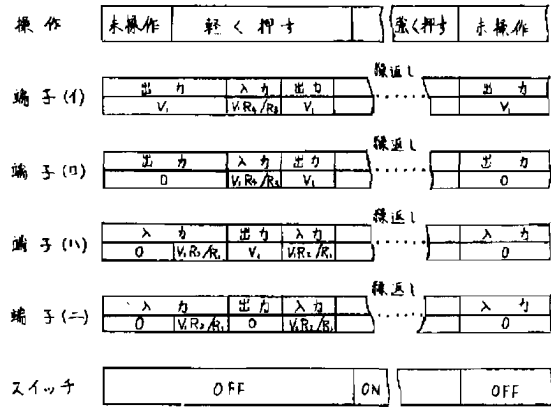 操作 未操作 軽く押す 強く押す 未操作
繰返し
端子(イ) 出力 入力 出力 ‥‥‥ 出力
V₁ V₁R₄/R₃ V₁ V₁
繰返し
端子(ロ) 出力 入力 出力 ‥‥‥ 出力
0 V₁R₄/R₃ V₁ 0
繰返し
端子(ハ) 入力 出力 入力 ‥‥‥ 入力
0 V₁R₂/R₁ V₁ V₁R₂/R₁ 0
繰返し
端子(ニ) 入力 出力 入力 ‥‥‥ 入力
0 V₁R₂/R₁ 0 V₁R₂/R₁ 0
スイッチ OFF ON OFF